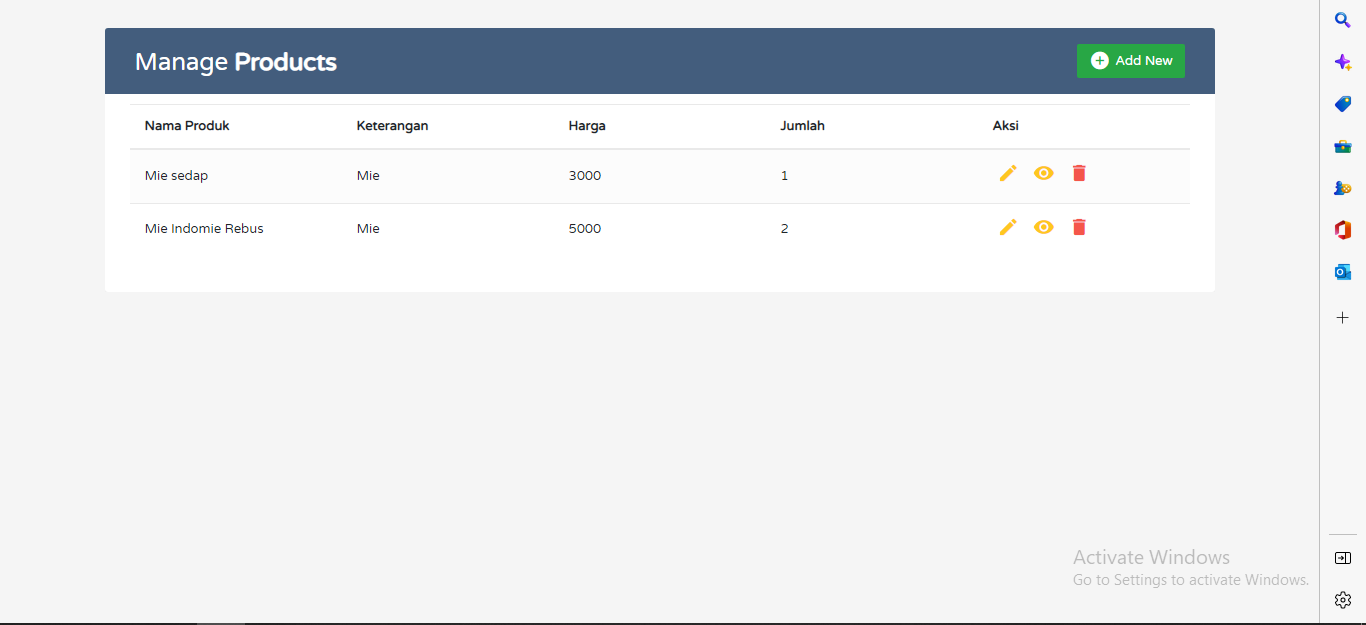 Manage Products
Add New
Nama Produk Keterangan Harga Jumlah Aksi
Mie sedap Mie 3000 1
Mie Indomie Rebus Mie 5000 2
Activate Windows
Go to Settings to activate Windows.